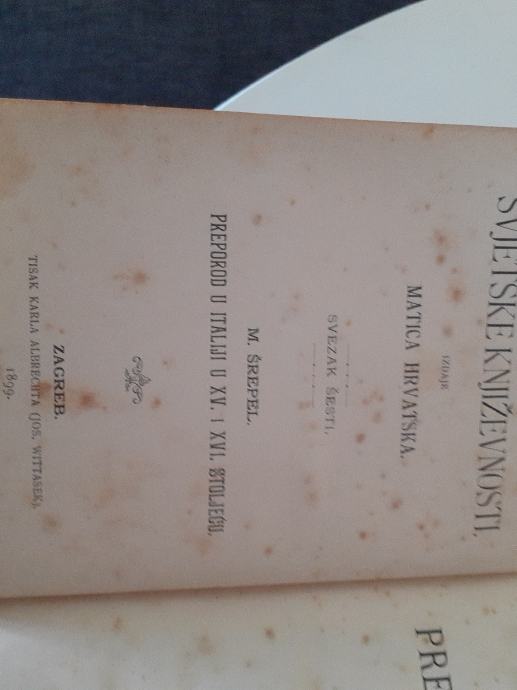 SVJETSKE KNJIŽEVNOSTI,
IZDAJE
MATICA HRVATSKA.
SVEZAK ŠESTI.
M. ŠREPEL.
PREPOROD U ITALIJI U XV. I XVI. STOLJEĆU.
ZAGREB.
TISAK KARLA ALBRECHTA (JOS. WITTASEK).
1899.
PRE